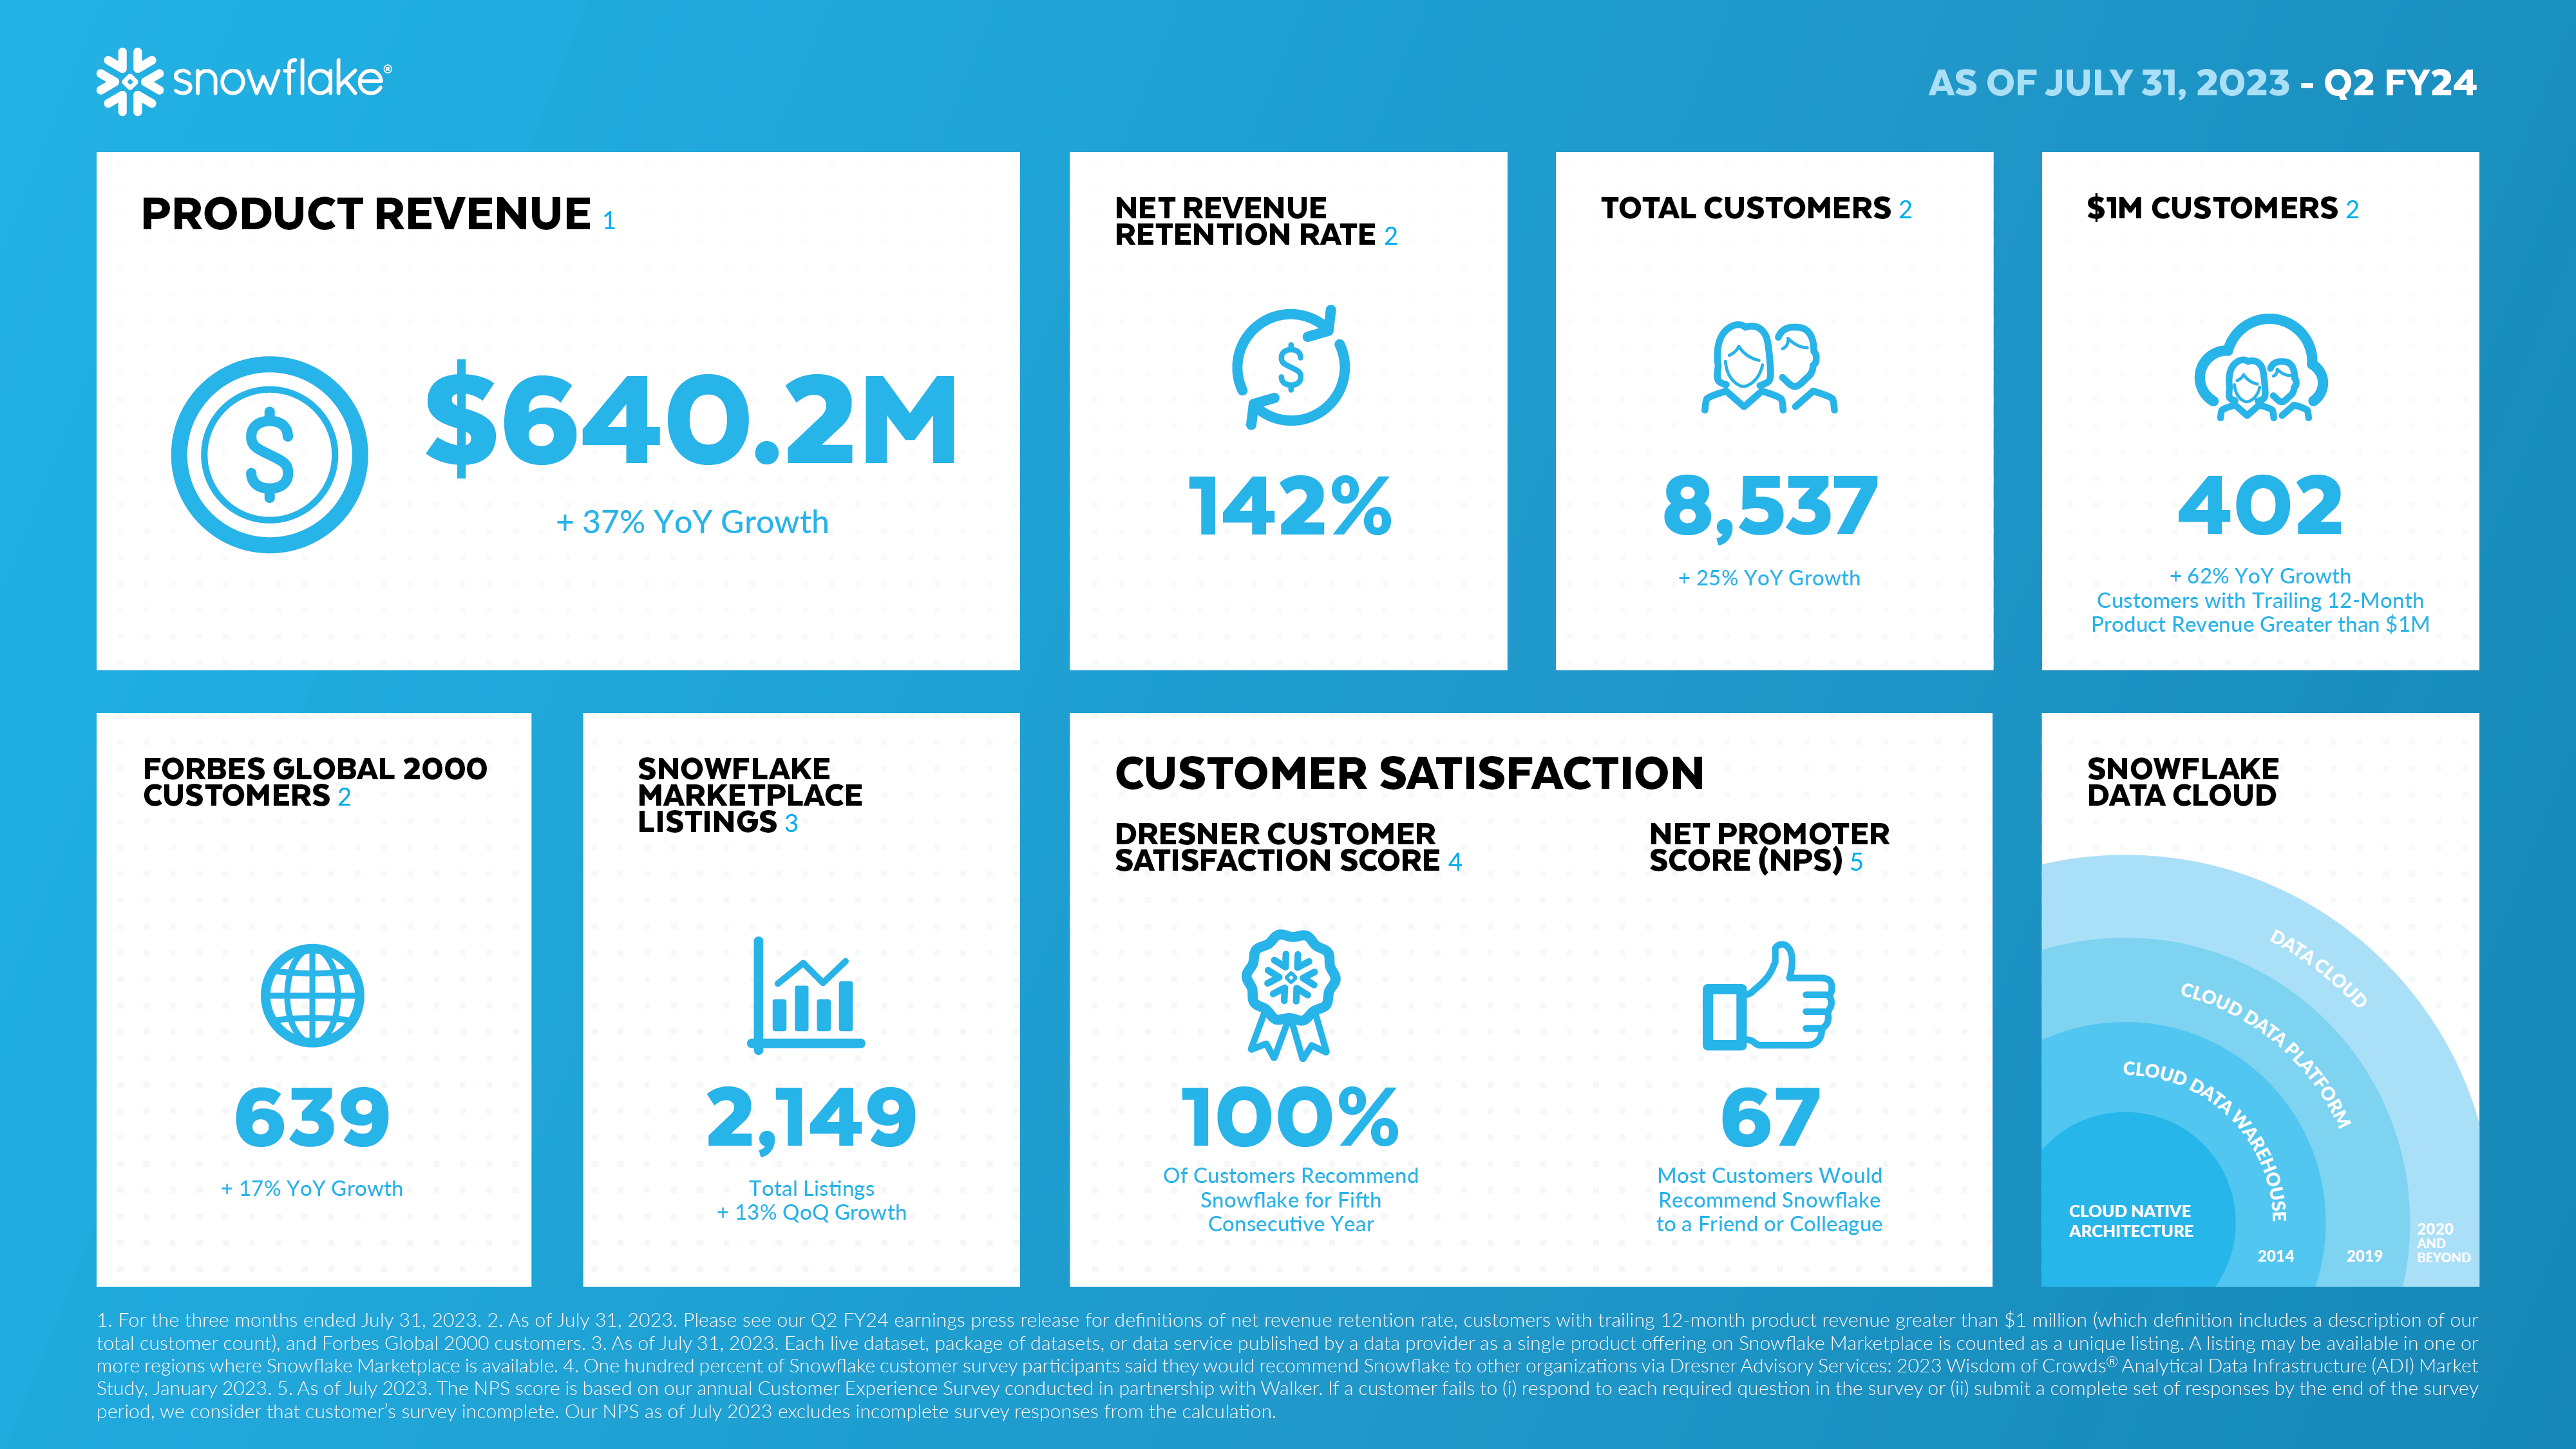 snowflake®
AS OF JULY 31, 2023 - Q2 FY24
PRODUCT REVENUE 1
$640.2M
+ 37% YoY Growth
NET REVENUE
RETENTION RATE 2
142%
TOTAL CUSTOMERS 2
8,537
+ 25% YoY Growth
$1M CUSTOMERS 2
402
+ 62% YoY Growth
Customers with Trailing 12-Month
Product Revenue Greater than $1M
FORBES GLOBAL 2000
CUSTOMERS 2
639
+ 17% YoY Growth
SNOWFLAKE
MARKETPLACE
LISTINGS 3
2,149
Total Listings
+ 13% QoQ Growth
CUSTOMER SATISFACTION
DRESNER CUSTOMER
SATISFACTION SCORE 4
100%
Of Customers Recommend
Snowflake for Fifth
Consecutive Year
NET PROMOTER
SCORE (NPS) 5
67
Most Customers Would
Recommend Snowflake
to a Friend or Colleague
SNOWFLAKE
DATA CLOUD
DATA CLOUD
CLOUD DATA PLATFORM
CLOUD DATA WAREHOUSE
CLOUD NATIVE
ARCHITECTURE
2014
2019
2020
AND
BEYOND
1. For the three months ended July 31, 2023. 2. As of July 31, 2023. Please see our Q2 FY24 earnings press release for definitions of net revenue retention rate, customers with trailing 12-month product revenue greater than $1 million (which definition includes a description of our
total customer count), and Forbes Global 2000 customers. 3. As of July 31, 2023. Each live dataset, package of datasets, or data service published by a data provider as a single product offering on Snowflake Marketplace is counted as a unique listing. A listing may be available in one or
more regions where Snowflake Marketplace is available. 4. One hundred percent of Snowflake customer survey participants said they would recommend Snowflake to other organizations via Dresner Advisory Services: 2023 Wisdom of Crowds® Analytical Data Infrastructure (ADI) Market
Study, January 2023. 5. As of July 2023. The NPS score is based on our annual Customer Experience Survey conducted in partnership with Walker. If a customer fails to (i) respond to each required question in the survey or (ii) submit a complete set of responses by the end of the survey
period, we consider that customer’s survey incomplete. Our NPS as of July 2023 excludes incomplete survey responses from the calculation.